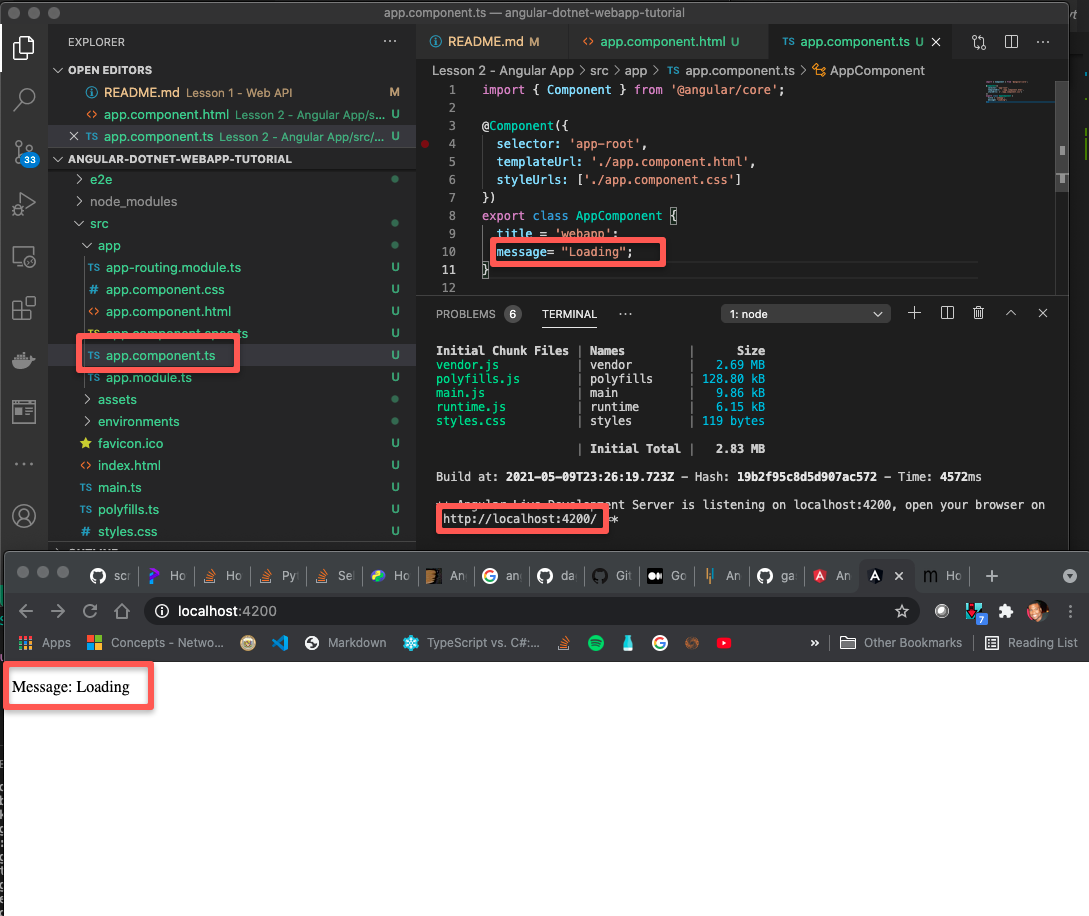 app.component.ts — angular-dotnet-webapp-tutorial
EXPLORER
OPEN EDITORS
README.md Lesson 1 - Web API M
app.component.html Lesson 2 - Angular App/s... U
TS app.component.ts Lesson 2 - Angular App/src/... U
33
ANGULAR-DOTNET-WEBAPP-TUTORIAL
e2e
node_modules
src
app
TS app-routing.module.ts U
# app.component.css U
<> app.component.html U
TS app.component.spec.ts U
TS app.component.ts U
TS app.module.ts U
assets
environments
favicon.ico U
<> index.html U
TS main.ts U
TS polyfills.ts U
# styles.css U
README.md M
<> app.component.html U
TS app.component.ts U
Lesson 2 - Angular App > src > app > TS app.component.ts > AppComponent
1 import { Component } from '@angular/core';
2
3 @Component({
4 selector: 'app-root',
5 templateUrl: './app.component.html',
6 styleUrls: ['./app.component.css']
7 })
8 export class AppComponent {
9 title = 'webapp';
10 message= "Loading";
11 }
12
PROBLEMS 6 TERMINAL ... 1: node
Initial Chunk Files | Names | Size
vendor.js | vendor | 2.69 MB
polyfills.js | polyfills | 128.80 kB
main.js | main | 9.86 kB
runtime.js | runtime | 6.15 kB
styles.css | styles | 119 bytes
| Initial Total | 2.83 MB
Build at: 2021-05-09T23:26:19.723Z - Hash: 19b2f95c8d5d907ac572 - Time: 4572ms
** Angular Live Development Server is listening on localhost:4200, open your browser on
http://localhost:4200/ **
scr Ho Ho Py Sel Ho An an da Git Go An ga An Ho
localhost:4200
7
Apps Concepts - Netwo... Markdown TypeScript vs. C#:... » Other Bookmarks Reading List
Message: Loading